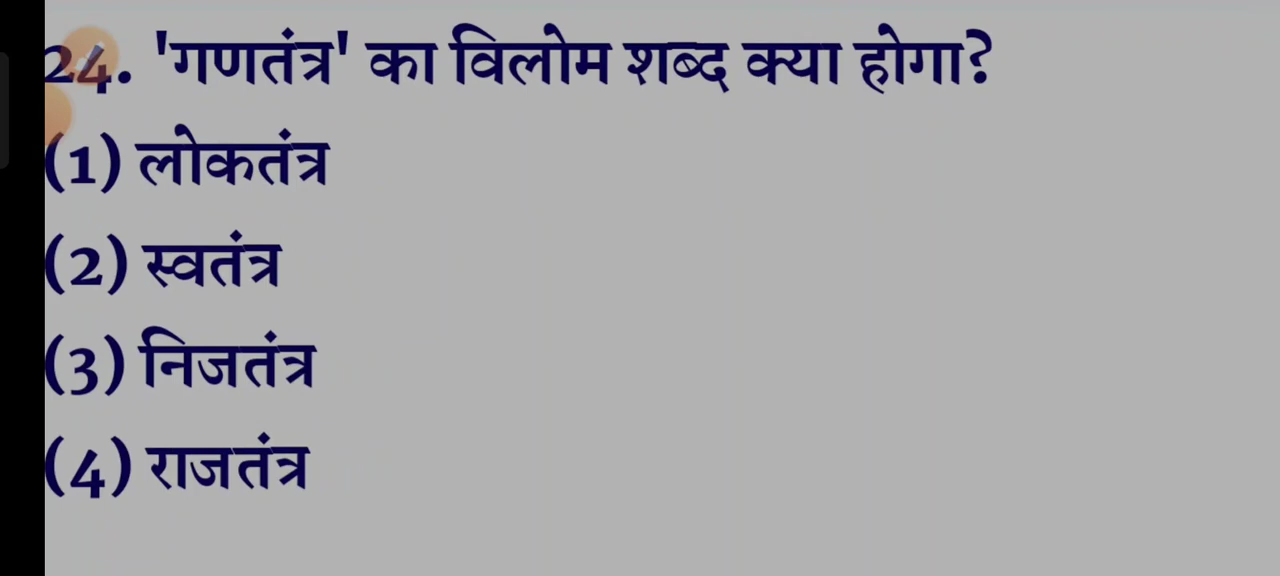 24. 'गणतंत्र' का विलोम शब्द क्या होगा?
(1) लोकतंत्र
(2) स्वतंत्र
(3) निजतंत्र
(4) राजतंत्र